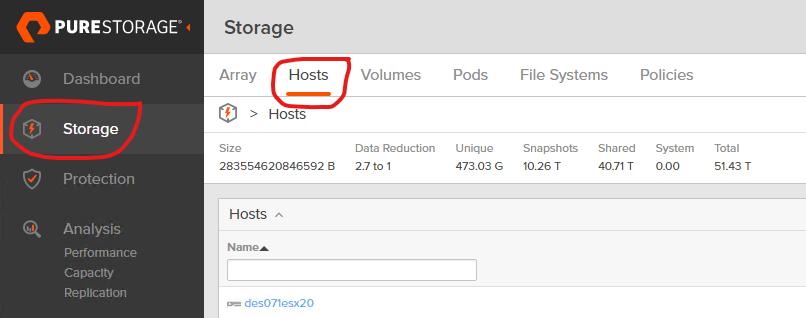 PURESTORAGE®
Dashboard
Storage
Protection
Analysis
Performance
Capacity
Replication
Storage
Array Hosts Volumes Pods File Systems Policies
> Hosts
Size Data Reduction Unique Snapshots Shared System Total
283554620846592 B 2.7 to 1 473.03 G 10.26 T 40.71 T 0.00 51.43 T
Hosts
Name
des071esx20